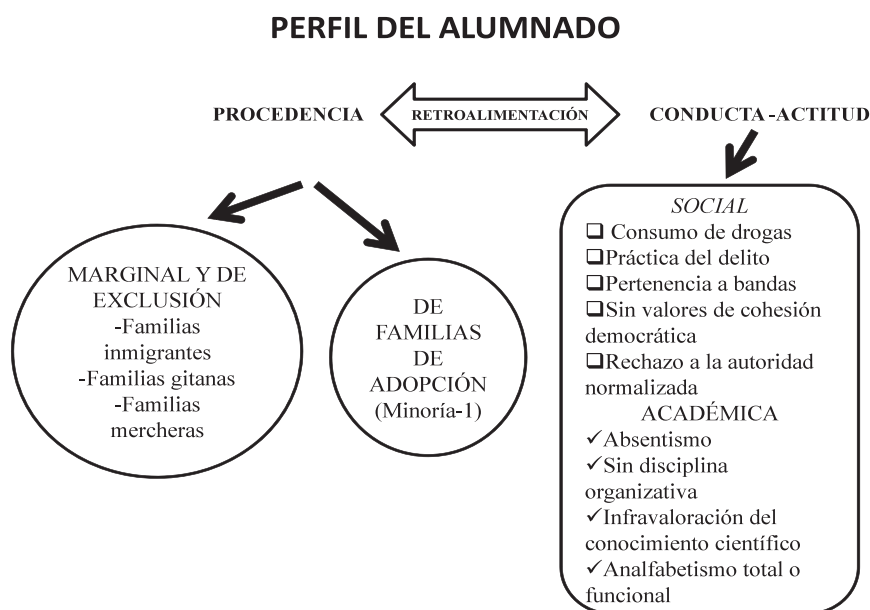 PERFIL DEL ALUMNADO
PROCEDENCIA
RETROALIMENTACIÓN
CONDUCTA-ACTITUD
MARGINAL Y DE
EXCLUSIÓN
-Familias
inmigrantes
-Familias gitanas
-Familias
mercheras
DE
FAMILIAS
DE
ADOPCIÓN
(Minoría-1)
SOCIAL
❑ Consumo de drogas
❑Práctica del delito
❑Pertenencia a bandas
❑Sin valores de cohesión
democrática
❑Rechazo a la autoridad
normalizada
ACADÉMICA
✓Absentismo
✓Sin disciplina
organizativa
✓Infravaloración del
conocimiento científico
✓Analfabetismo total o
funcional